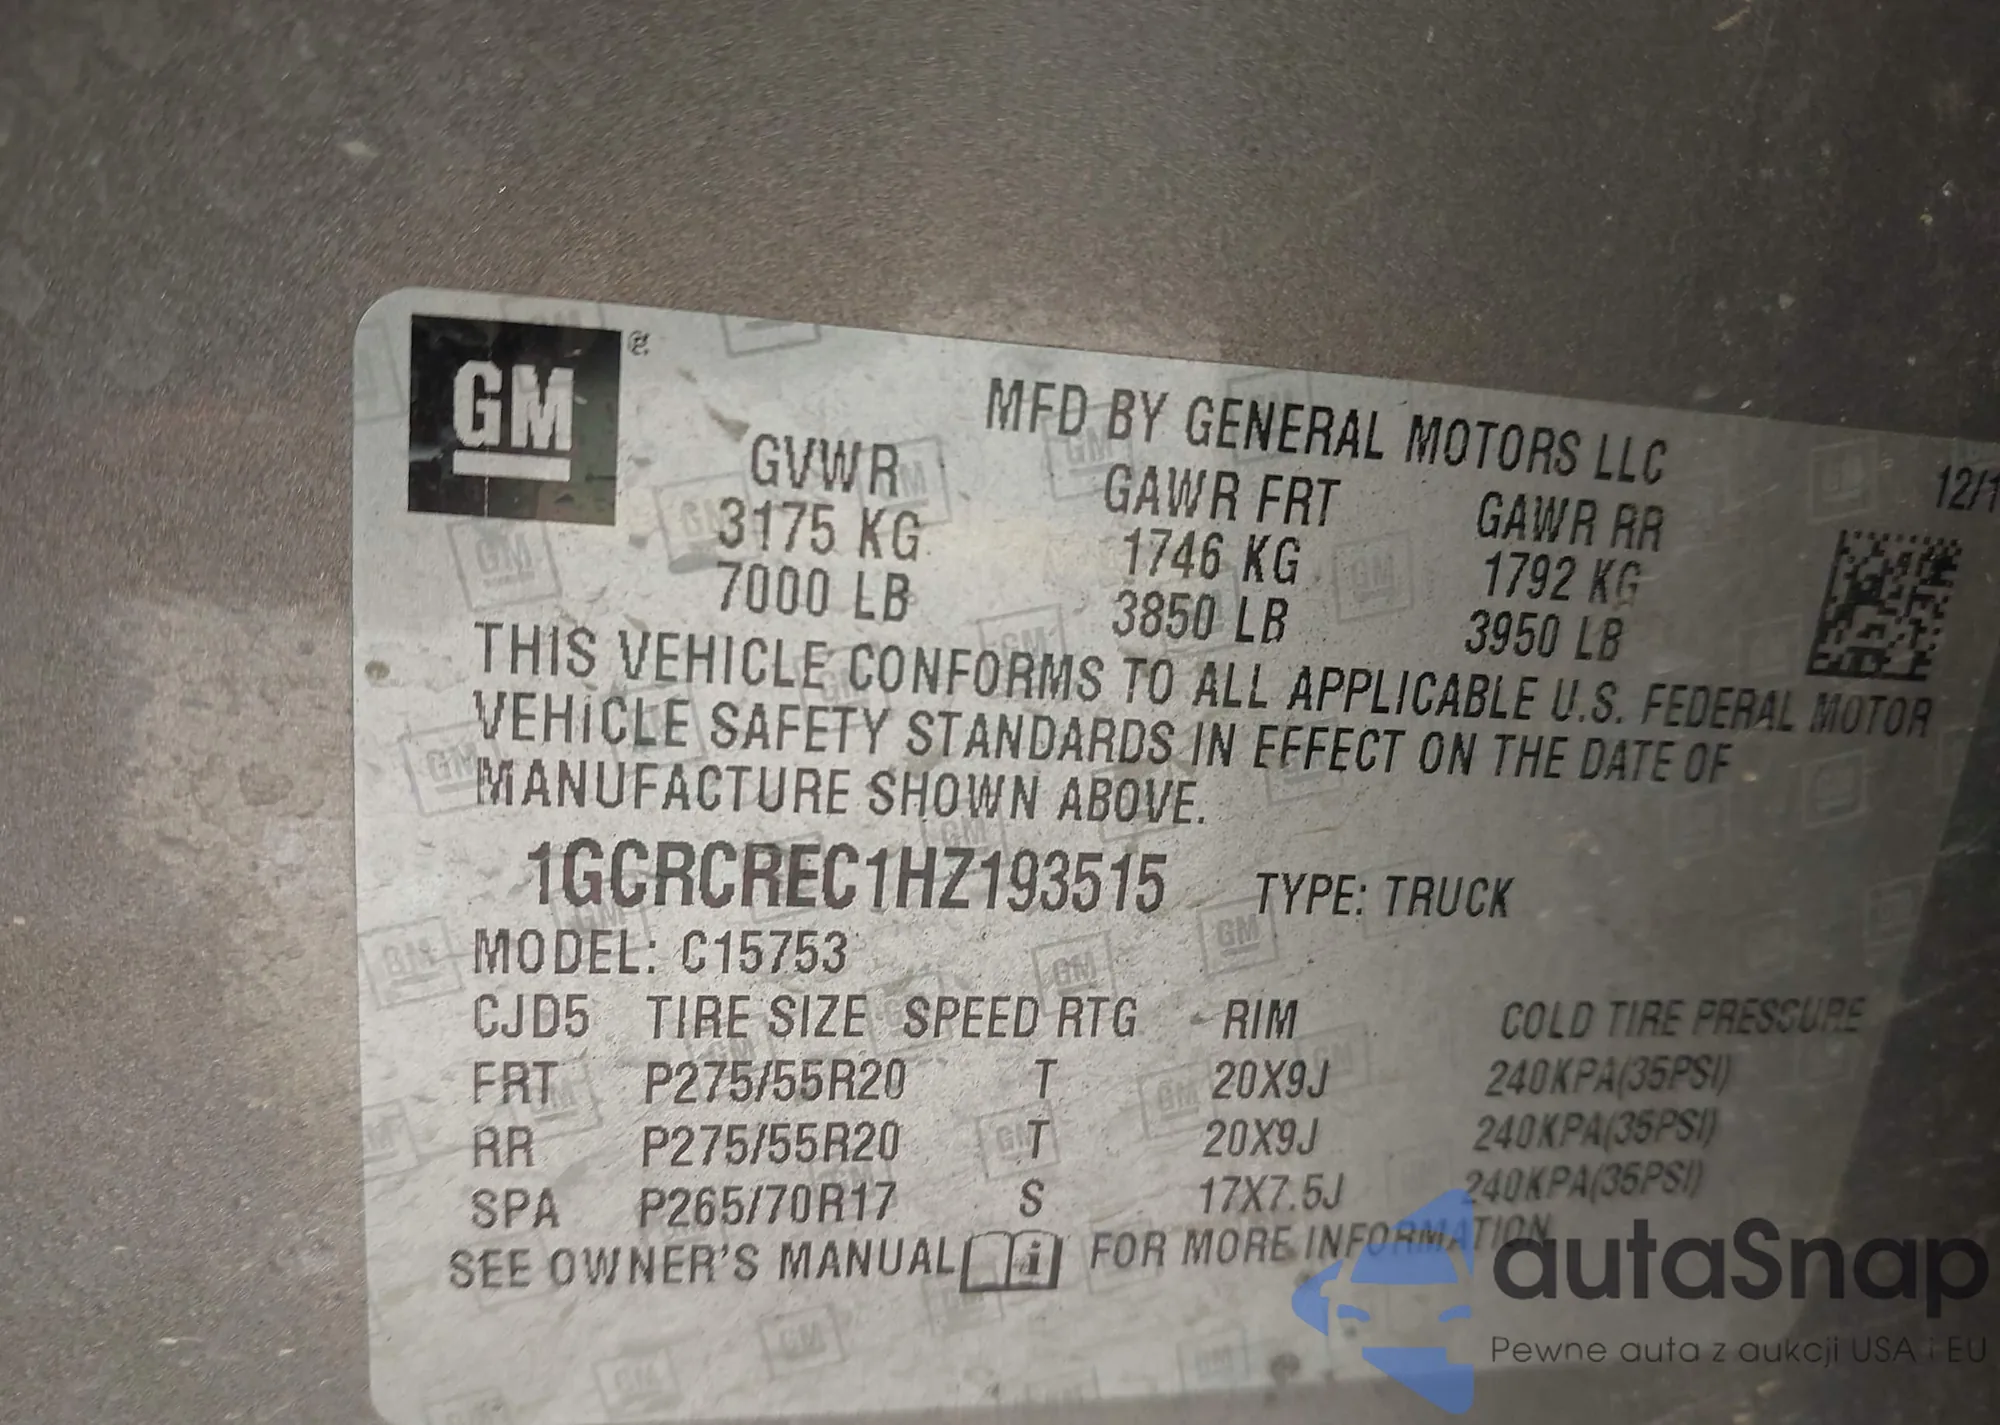 GM ®
MFD BY GENERAL MOTORS LLC
GVWR GAWR FRT GAWR RR 12/1
3175 KG 1746 KG 1792 KG
7000 LB 3850 LB 3950 LB
THIS VEHICLE CONFORMS TO ALL APPLICABLE U.S. FEDERAL MOTOR
VEHICLE SAFETY STANDARDS IN EFFECT ON THE DATE OF
MANUFACTURE SHOWN ABOVE.
1GCRCREC1HZ193515 TYPE: TRUCK
MODEL: C15753
CJD5 TIRE SIZE SPEED RTG RIM COLD TIRE PRESSURE
FRT P275/55R20 T 20X9J 240KPA(35PSI)
RR P275/55R20 T 20X9J 240KPA(35PSI)
SPA P265/70R17 S 17X7.5J 240KPA(35PSI)
SEE OWNER'S MANUAL i FOR MORE INFORMATION
autaSnap
Pewne auta z aukcji USA i EU